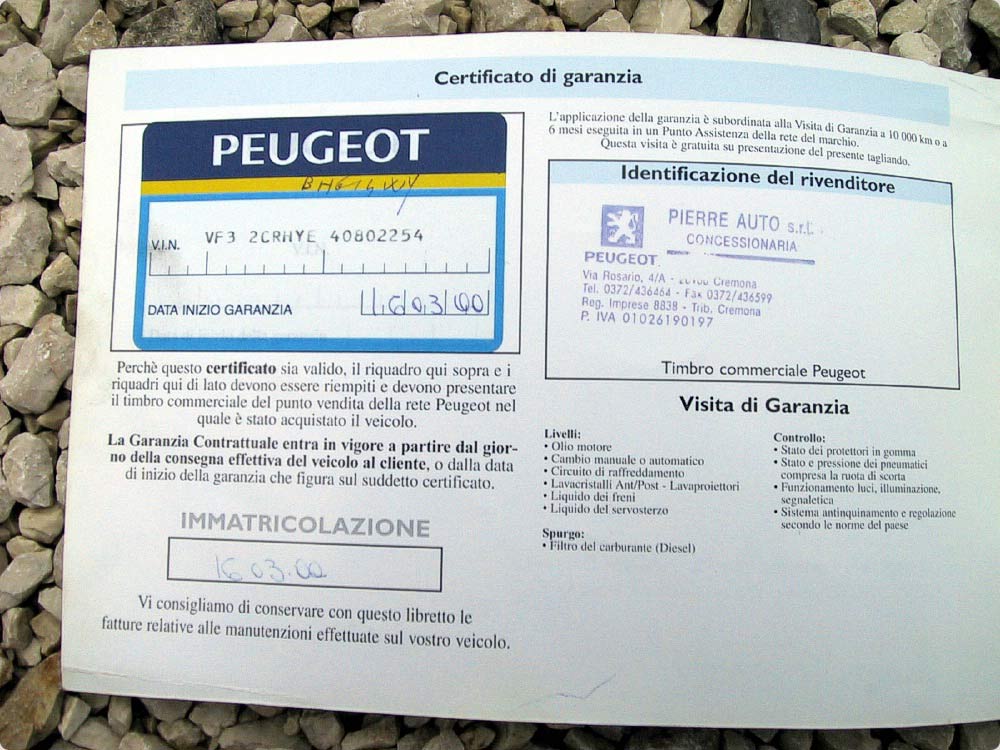 Certificato di garanzia
PEUGEOT
V.I.N. VF3 2CRHYE 40802254
DATA INIZIO GARANZIA 16 03 00
Perchè questo certificato sia valido, il riquadro qui sopra e i
riquadri qui di lato devono essere riempiti e devono presentare
il timbro commerciale del punto vendita della rete Peugeot nel
quale è stato acquistato il veicolo.
La Garanzia Contrattuale entra in vigore a partire dal gior-
no della consegna effettiva del veicolo al cliente, o dalla data
di inizio della garanzia che figura sul suddetto certificato.
IMMATRICOLAZIONE
16 03.00
Vi consigliamo di conservare con questo libretto le
fatture relative alle manutenzioni effettuate sul vostro veicolo.
L'applicazione della garanzia è subordinata alla Visita di Garanzia a 10 000 km o a
6 mesi eseguita in un Punto Assistenza della rete del marchio.
Questa visita è gratuita su presentazione del presente tagliando.
Identificazione del rivenditore
PEUGEOT
PIERRE AUTO s.r.l.
CONCESSIONARIA
Via Rosario, 4/A - Cremona
Tel. 0372/436464 - Fax 0372/436599
Reg. Imprese 8838 - Trib. Cremona
P. IVA 01026190197
Timbro commerciale Peugeot
Visita di Garanzia
Livelli:
• Olio motore
• Cambio manuale o automatico
• Circuito di raffreddamento
• Lavacristalli Ant/Post - Lavaproiettori
• Liquido dei freni
• Liquido del servosterzo
Spurgo:
• Filtro del carburante (Diesel)
Controllo:
• Stato dei protettori in gomma
• Stato e pressione dei pneumatici
compresa la ruota di scorta
• Funzionamento luci, illuminazione,
segnaletica
• Sistema antinquinamento e regolazione
secondo le norme del paese